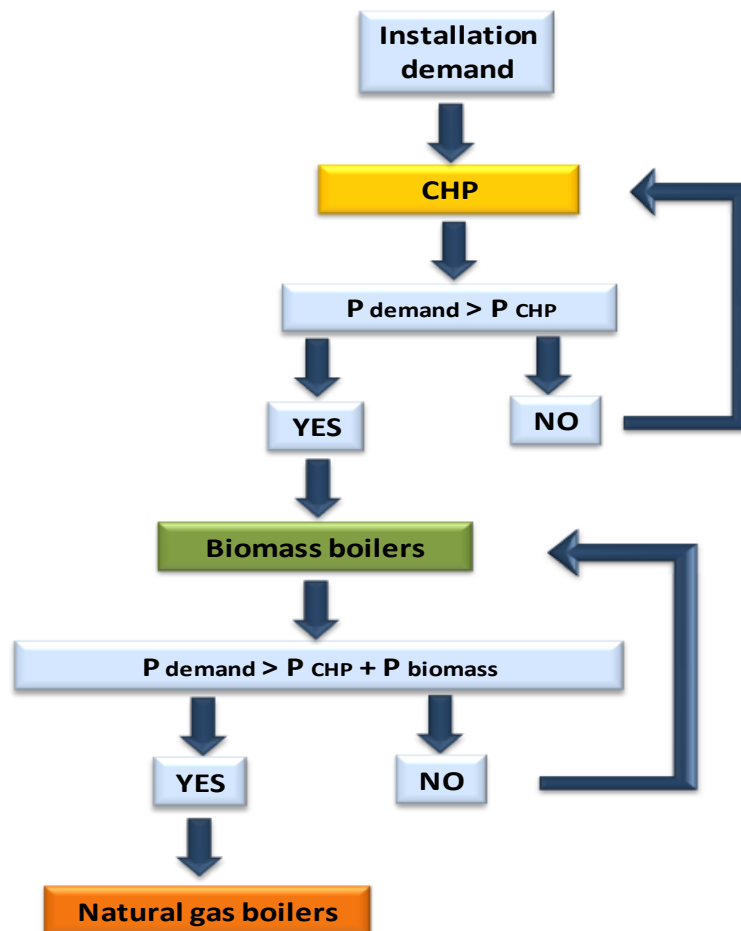 Installation
demand
CHP
P demand > P CHP
YES
NO
Biomass boilers
P demand > P CHP + P biomass
YES
NO
Natural gas boilers